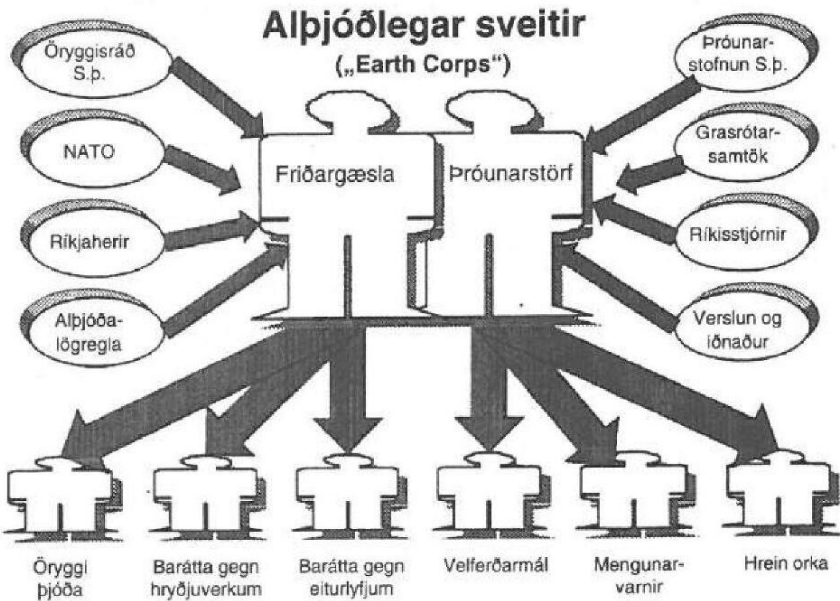 Alþjóðlegar sveitir
(„Earth Corps“)
Öryggisráð
S.þ.
NATO
Ríkjaherir
Alþjóða-
lögregla
Friðargæsla
Þróunarstörf
Þróunar-
stofnun S.þ.
Grasrótar-
samtök
Ríkisstjórnir
Verslun og
iðnaður
Öryggi
þjóða
Barátta gegn
hryðjuverkum
Barátta gegn
eiturlyfjum
Velferðarmál
Mengunar-
varnir
Hrein orka